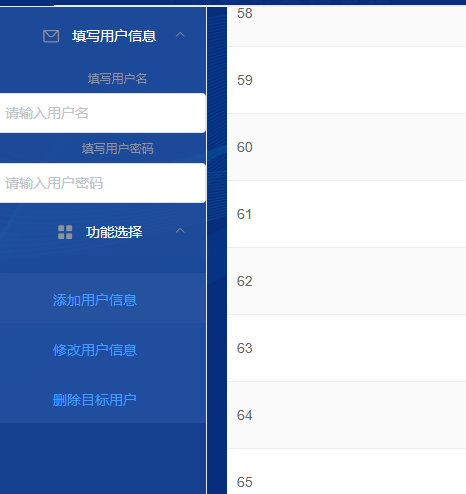 填写用户信息
填写用户名
请输入用户名
填写用户密码
请输入用户密码
功能选择
添加用户信息
修改用户信息
删除目标用户
58
59
60
61
62
63
64
65